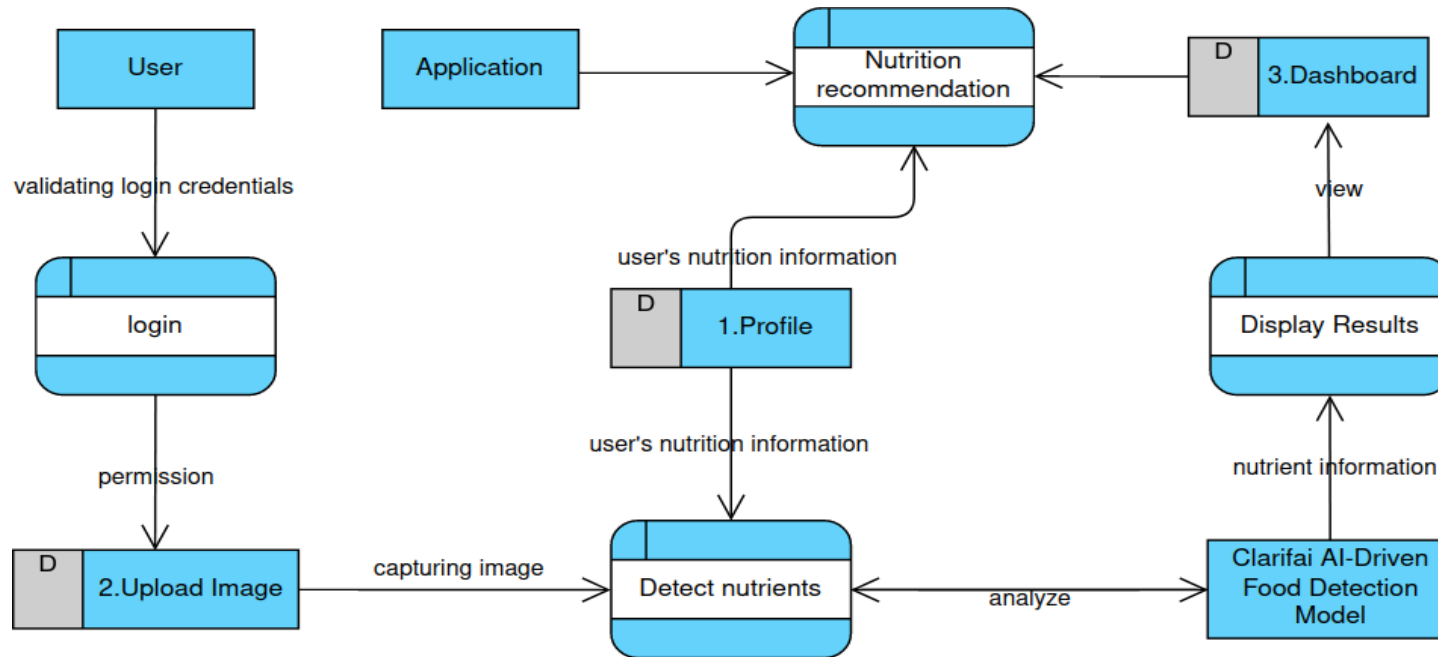 User
Application
Nutrition
recommendation
D
3.Dashboard
validating login credentials
view
user's nutrition information
login
D
1.Profile
Display Results
user's nutrition information
permission
nutrient information
D
2.Upload Image
capturing image
Detect nutrients
analyze
Clarifai AI-Driven
Food Detection
Model